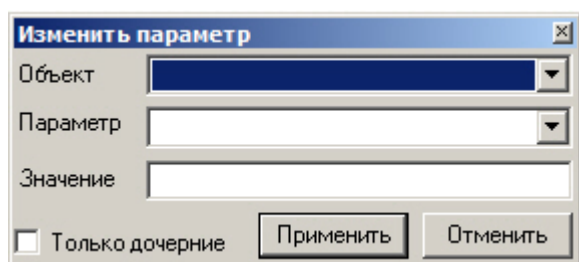 Изменить параметр
Объект
Параметр
Значение
Только дочерние Применить Отменить